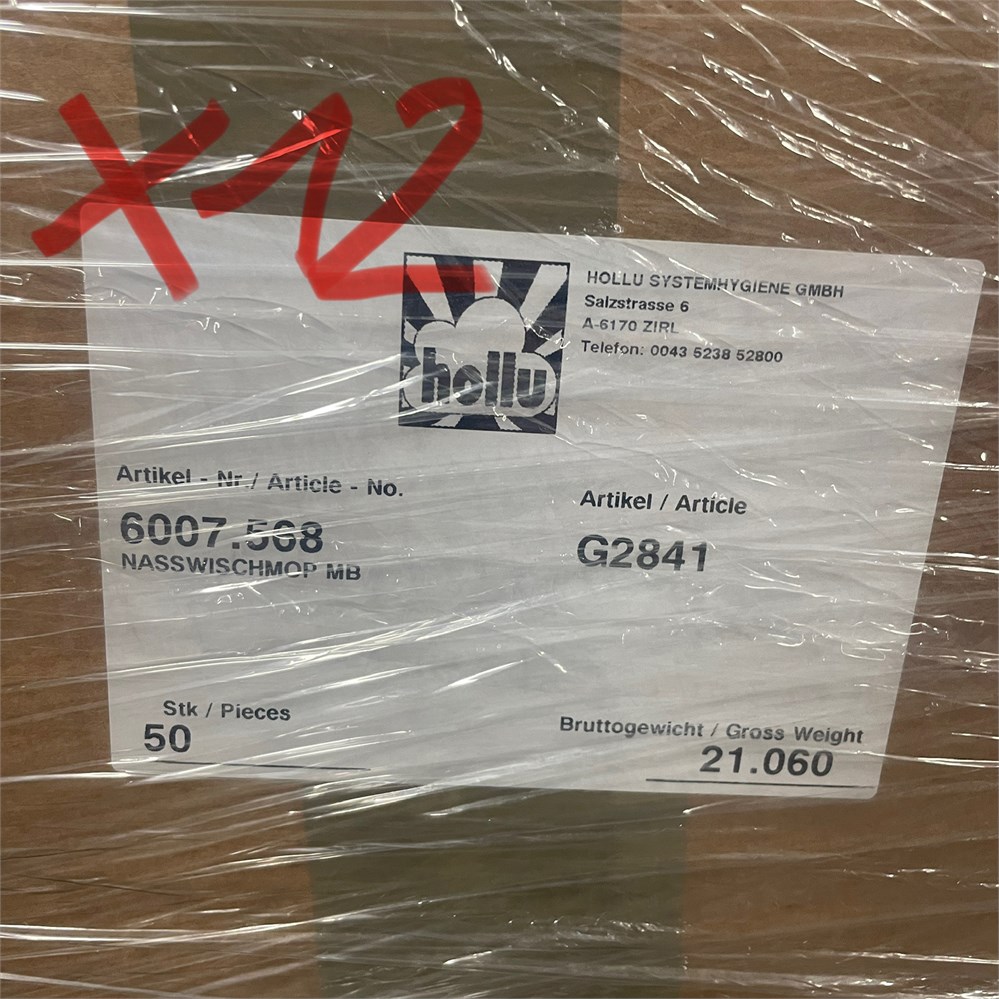 x12
hollu
HOLLU SYSTEMHYGIENE GMBH
Salzstrasse 6
A-6170 ZIRL
Telefon: 0043 5238 52800
Artikel - Nr./ Article - No.
6007.568
NASSWISCHMOP MB
Artikel / Article
G2841
Stk / Pieces
50
Bruttogewicht / Gross Weight
21.060